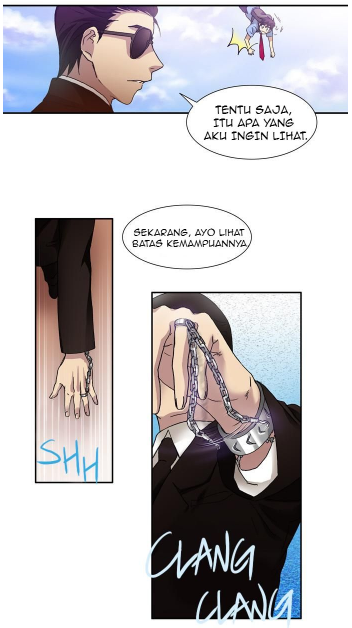 TENTU SAJA,
ITU APA YANG
AKU INGIN LIHAT.
SEKARANG, AYO LIHAT
BATAS KEMAMPUANNYA
SHH
CLANG
CLANG